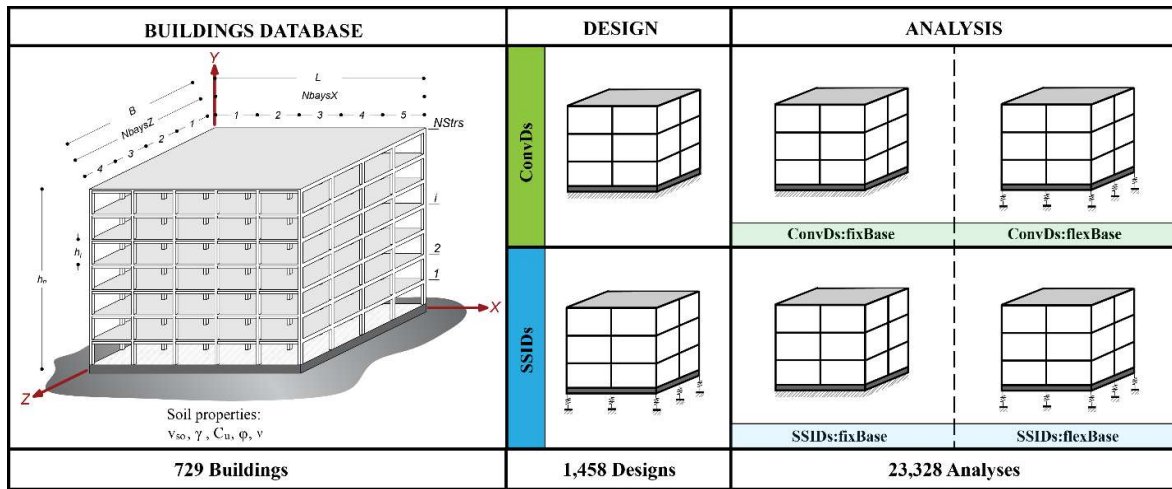 BUILDINGS DATABASE
DESIGN
ANALYSIS
Y
L
NbaysX
1 2 3 4 5
B
NbaysZ
4 3 2 1
NStrs
i
2
1
hᵢ
hₙ
X
Z
Soil properties:
vₛₒ, γ , Cᵤ, φ, ν
ConvDs
SSIDs
ConvDs:fixBase
ConvDs:flexBase
SSIDs:fixBase
SSIDs:flexBase
729 Buildings
1,458 Designs
23,328 Analyses